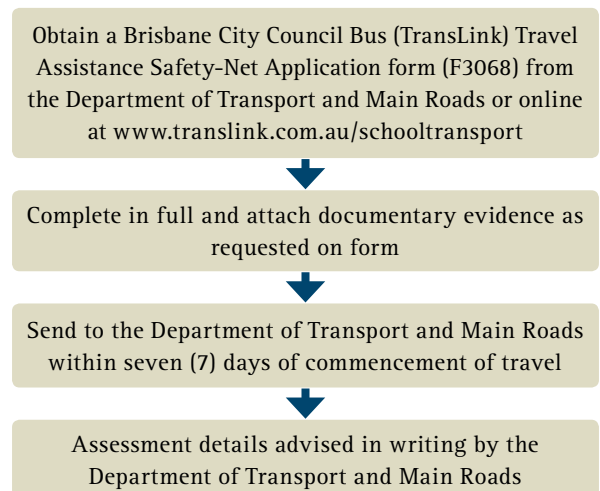 Obtain a Brisbane City Council Bus (TransLink) Travel
Assistance Safety-Net Application form (F3068) from
the Department of Transport and Main Roads or online
at www.translink.com.au/schooltransport
Complete in full and attach documentary evidence as
requested on form
Send to the Department of Transport and Main Roads
within seven (7) days of commencement of travel
Assessment details advised in writing by the
Department of Transport and Main Roads